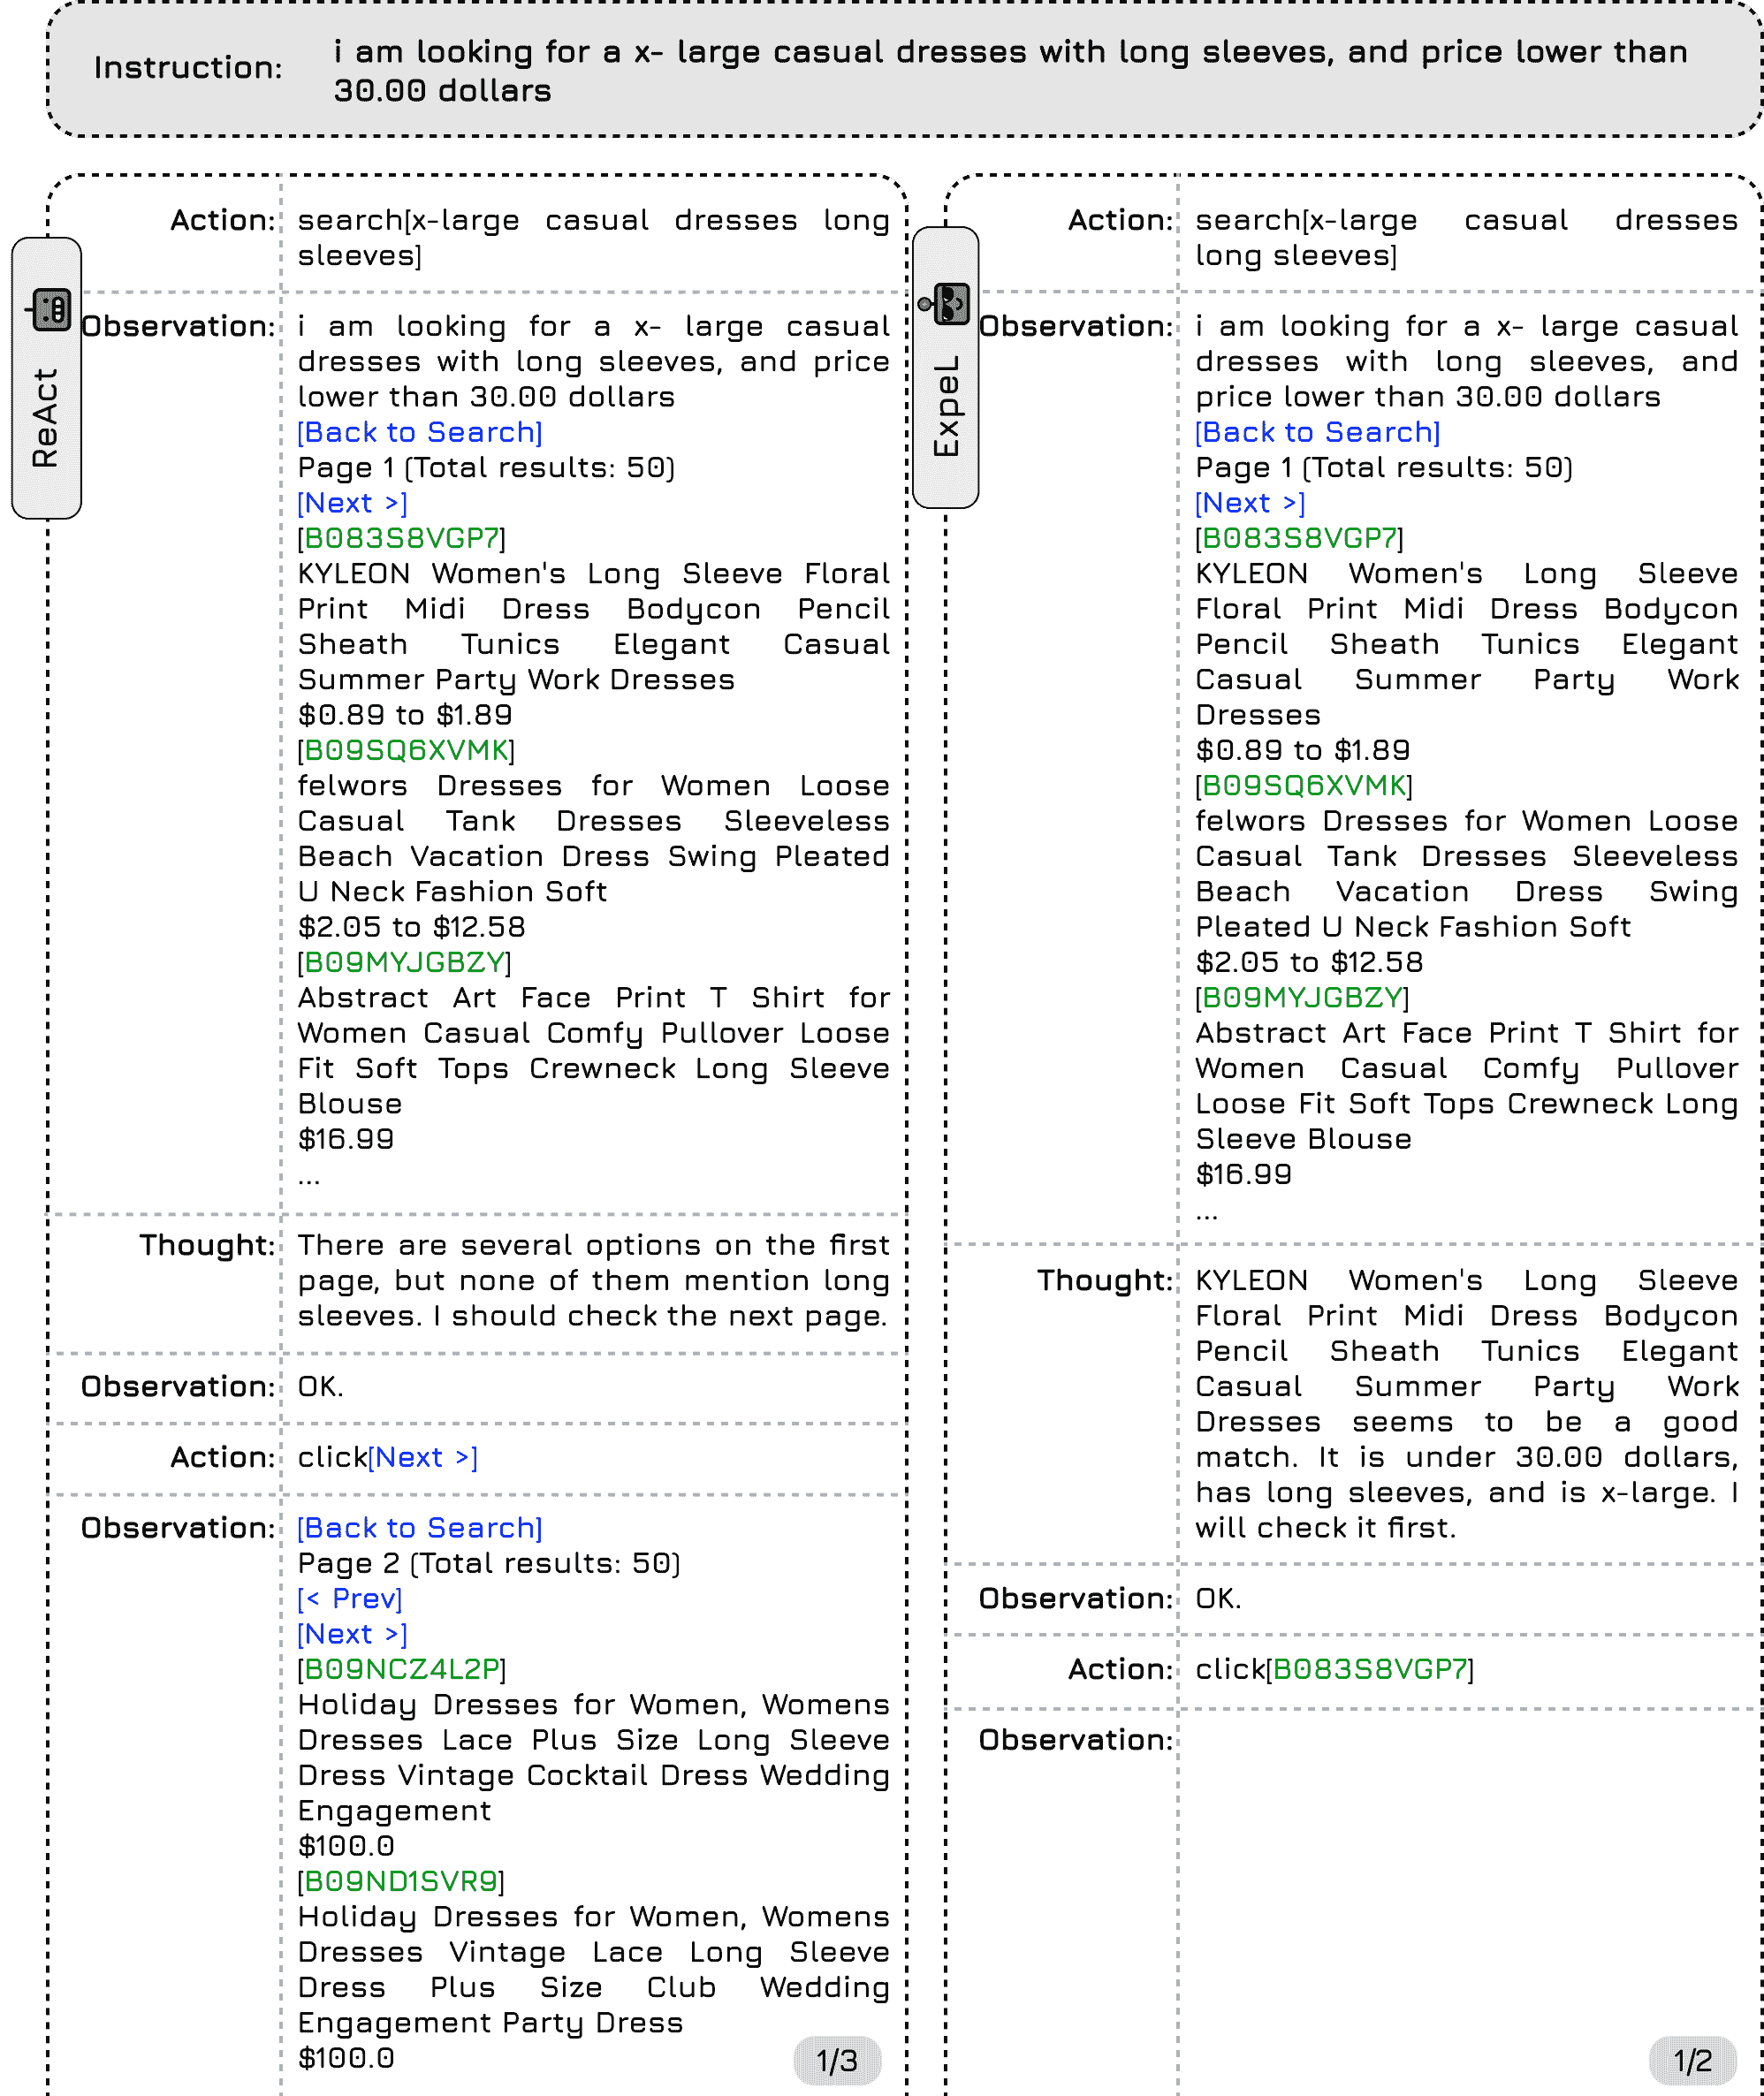 Instruction:
i am looking for a x- large casual dresses with long sleeves, and price lower than
30.00 dollars
ReAct
Action:
search[x-large casual dresses long
sleeves]
Observation:
i am looking for a x- large casual
dresses with long sleeves, and price
lower than 30.00 dollars
[Back to Search]
Page 1 (Total results: 50)
[Next >]
[B083S8VGP7]
KYLEON Women's Long Sleeve Floral
Print Midi Dress Bodycon Pencil
Sheath Tunics Elegant Casual
Summer Party Work Dresses
$0.89 to $1.89
[B09SQ6XVMK]
felwors Dresses for Women Loose
Casual Tank Dresses Sleeveless
Beach Vacation Dress Swing Pleated
U Neck Fashion Soft
$2.05 to $12.58
[B09MYJGBZY]
Abstract Art Face Print T Shirt for
Women Casual Comfy Pullover Loose
Fit Soft Tops Crewneck Long Sleeve
Blouse
$16.99
...
Thought:
There are several options on the first
page, but none of them mention long
sleeves. I should check the next page.
Observation:
OK.
Action:
click[Next >]
Observation:
[Back to Search]
Page 2 (Total results: 50)
[< Prev]
[Next >]
[B09NCZ4L2P]
Holiday Dresses for Women, Womens
Dresses Lace Plus Size Long Sleeve
Dress Vintage Cocktail Dress Wedding
Engagement
$100.0
[B09ND1SVR9]
Holiday Dresses for Women, Womens
Dresses Vintage Lace Long Sleeve
Dress Plus Size Club Wedding
Engagement Party Dress
$100.0
1/3
ExpeL
Action:
search[x-large casual dresses
long sleeves]
Observation:
i am looking for a x- large casual
dresses with long sleeves, and
price lower than 30.00 dollars
[Back to Search]
Page 1 (Total results: 50)
[Next >]
[B083S8VGP7]
KYLEON Women's Long Sleeve
Floral Print Midi Dress Bodycon
Pencil Sheath Tunics Elegant
Casual Summer Party Work
Dresses
$0.89 to $1.89
[B09SQ6XVMK]
felwors Dresses for Women Loose
Casual Tank Dresses Sleeveless
Beach Vacation Dress Swing
Pleated U Neck Fashion Soft
$2.05 to $12.58
[B09MYJGBZY]
Abstract Art Face Print T Shirt for
Women Casual Comfy Pullover
Loose Fit Soft Tops Crewneck Long
Sleeve Blouse
$16.99
...
Thought:
KYLEON Women's Long Sleeve
Floral Print Midi Dress Bodycon
Pencil Sheath Tunics Elegant
Casual Summer Party Work
Dresses seems to be a good
match. It is under 30.00 dollars,
has long sleeves, and is x-large. I
will check it first.
Observation:
OK.
Action:
click[B083S8VGP7]
Observation:
1/2